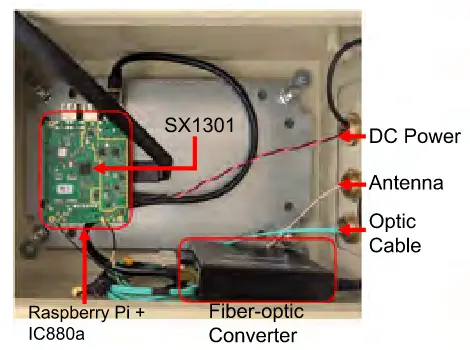 SX1301
DC Power
Antenna
Optic
Cable
Raspberry Pi +
IC880a
Fiber-optic
Converter